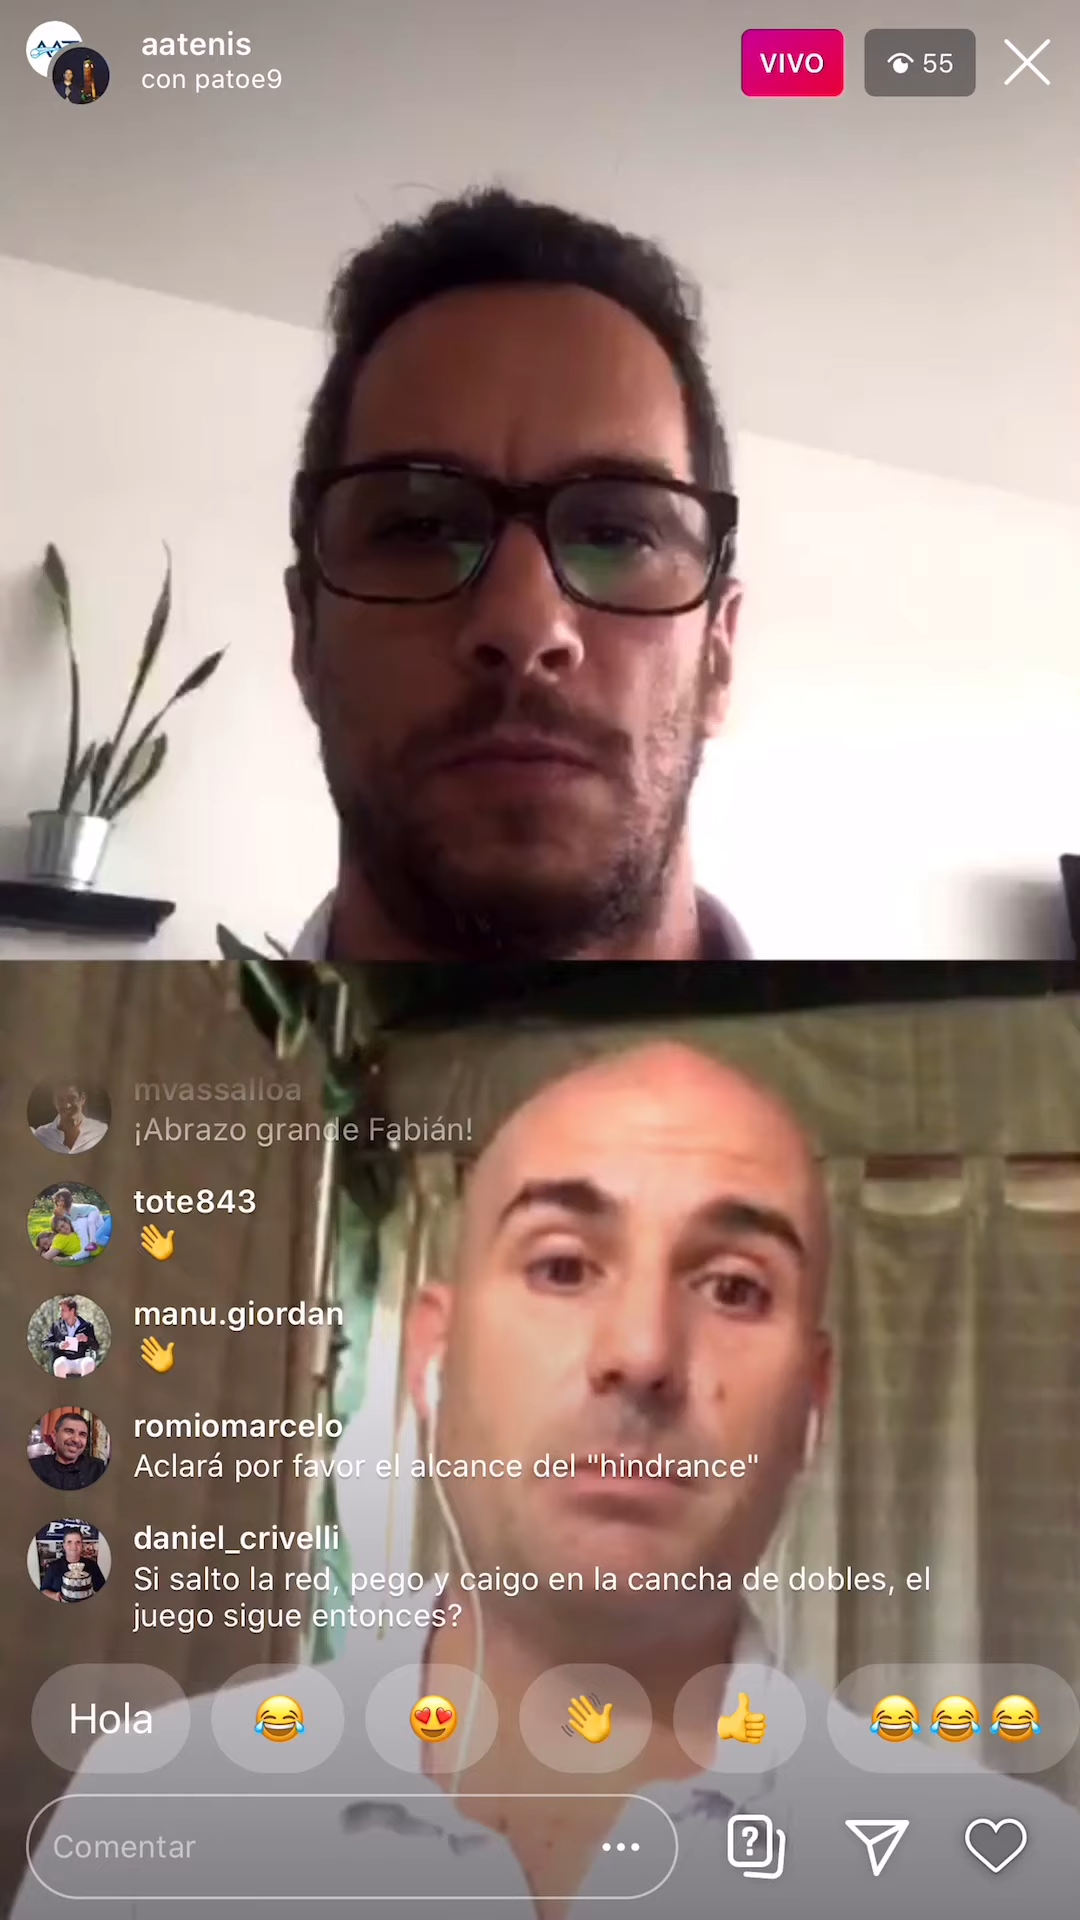 aatenis
con patoe9
VIVO
55
mvassalloa
¡Abrazo grande Fabián!
tote843
👋
manu.giordan
👋
romiomarcelo
Aclará por favor el alcance del "hindrance"
daniel_crivelli
Si salto la red, pego y caigo en la cancha de dobles, el
juego sigue entonces?
Hola 😂 😍 👋 👍 😂😂😂
Comentar